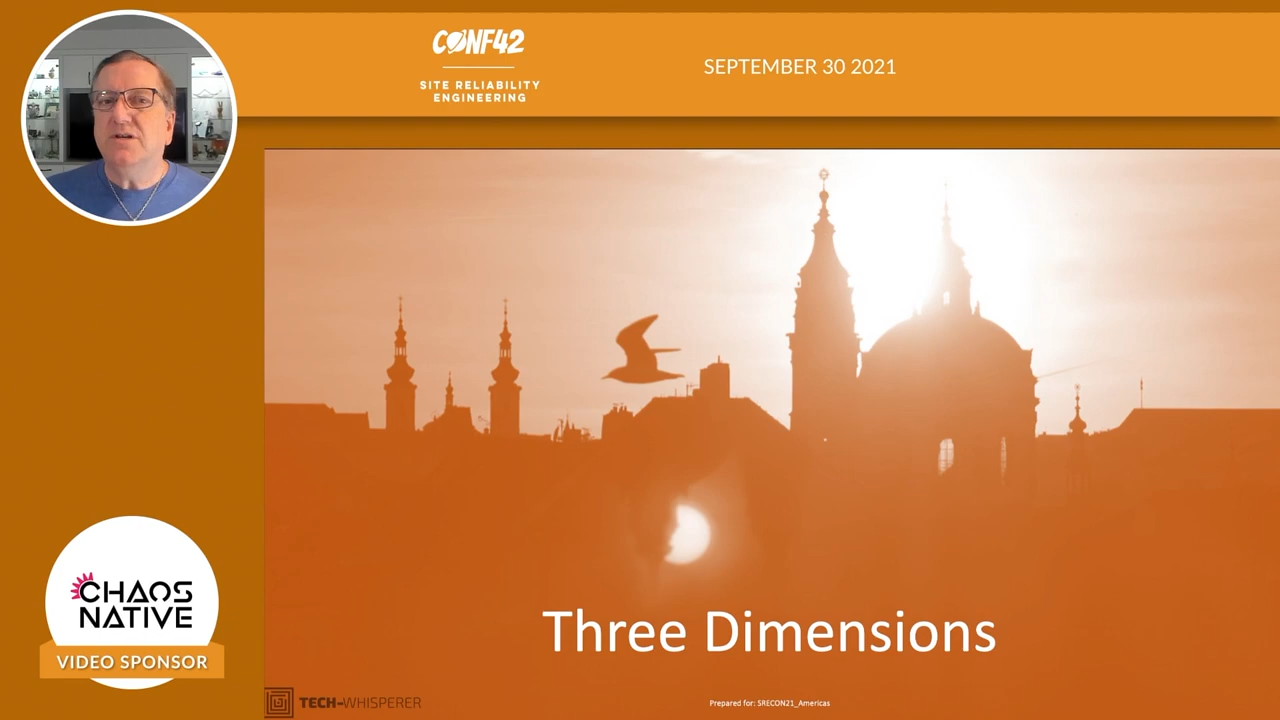 CONF42
SITE RELIABILITY
ENGINEERING
SEPTEMBER 30 2021
CHAOS
NATIVE
VIDEO SPONSOR
Three Dimensions
TECH-WHISPERER
Prepared for: SRECON21_Americas